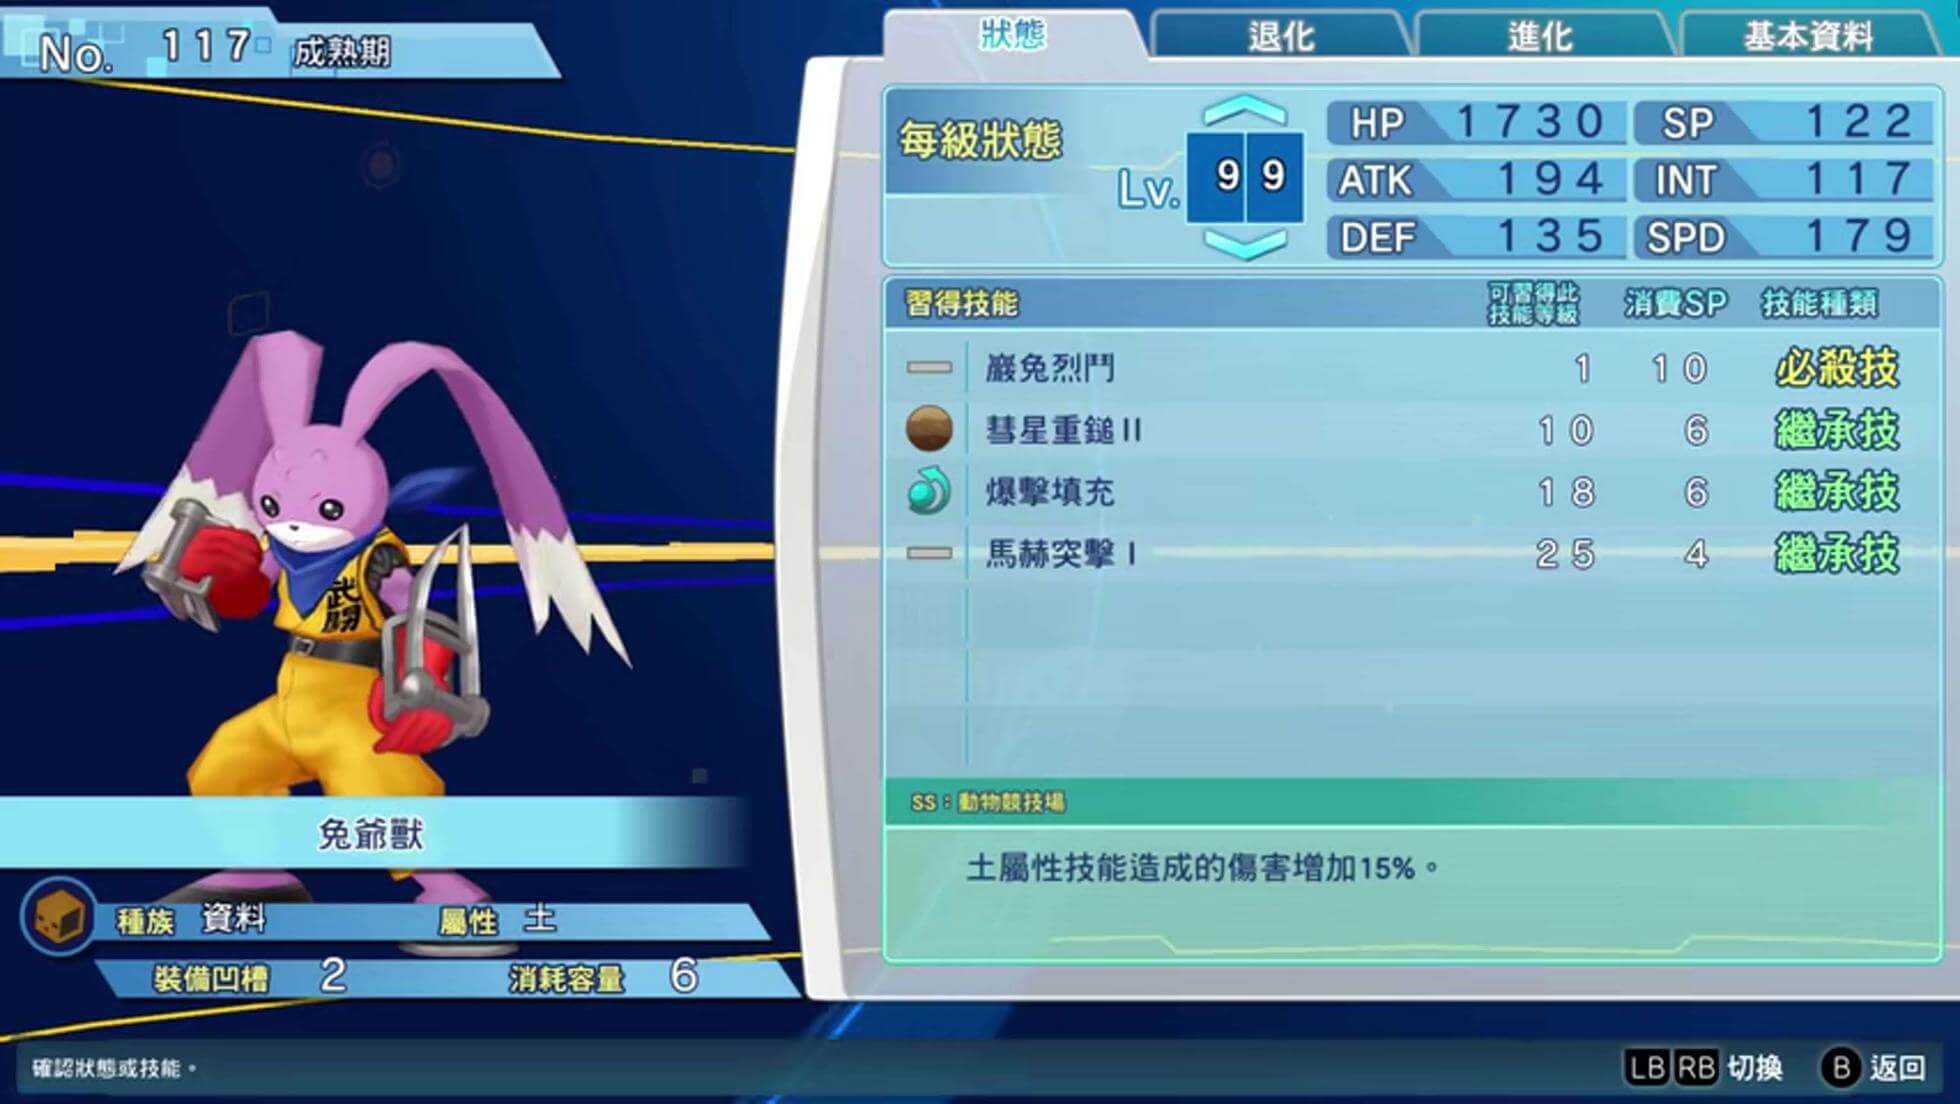 No. 117 成熟期
狀態 退化 進化 基本資料
每級狀態 Lv. 99
HP 1730 SP 122
ATK 194 INT 117
DEF 135 SPD 179
習得技能 可習得此技能等級 消費SP 技能種類
巖兔烈鬥 1 10 必殺技
彗星重鎚II 10 6 繼承技
爆擊填充 18 6 繼承技
馬赫突擊I 25 4 繼承技
SS：動物競技場
土屬性技能造成的傷害增加15%。
武闘
兔爺獸
種族 資料 屬性 土
裝備凹槽 2 消耗容量 6
確認狀態或技能。
LB RB 切換 B 返回